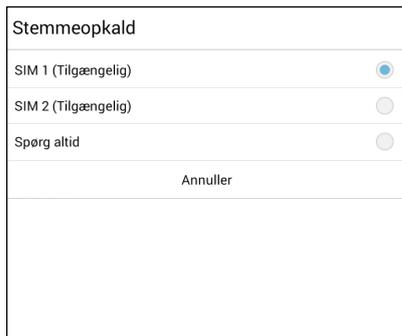 Stemmeopkald
SIM 1 (Tilgængelig)
SIM 2 (Tilgængelig)
Spørg altid
Annuller